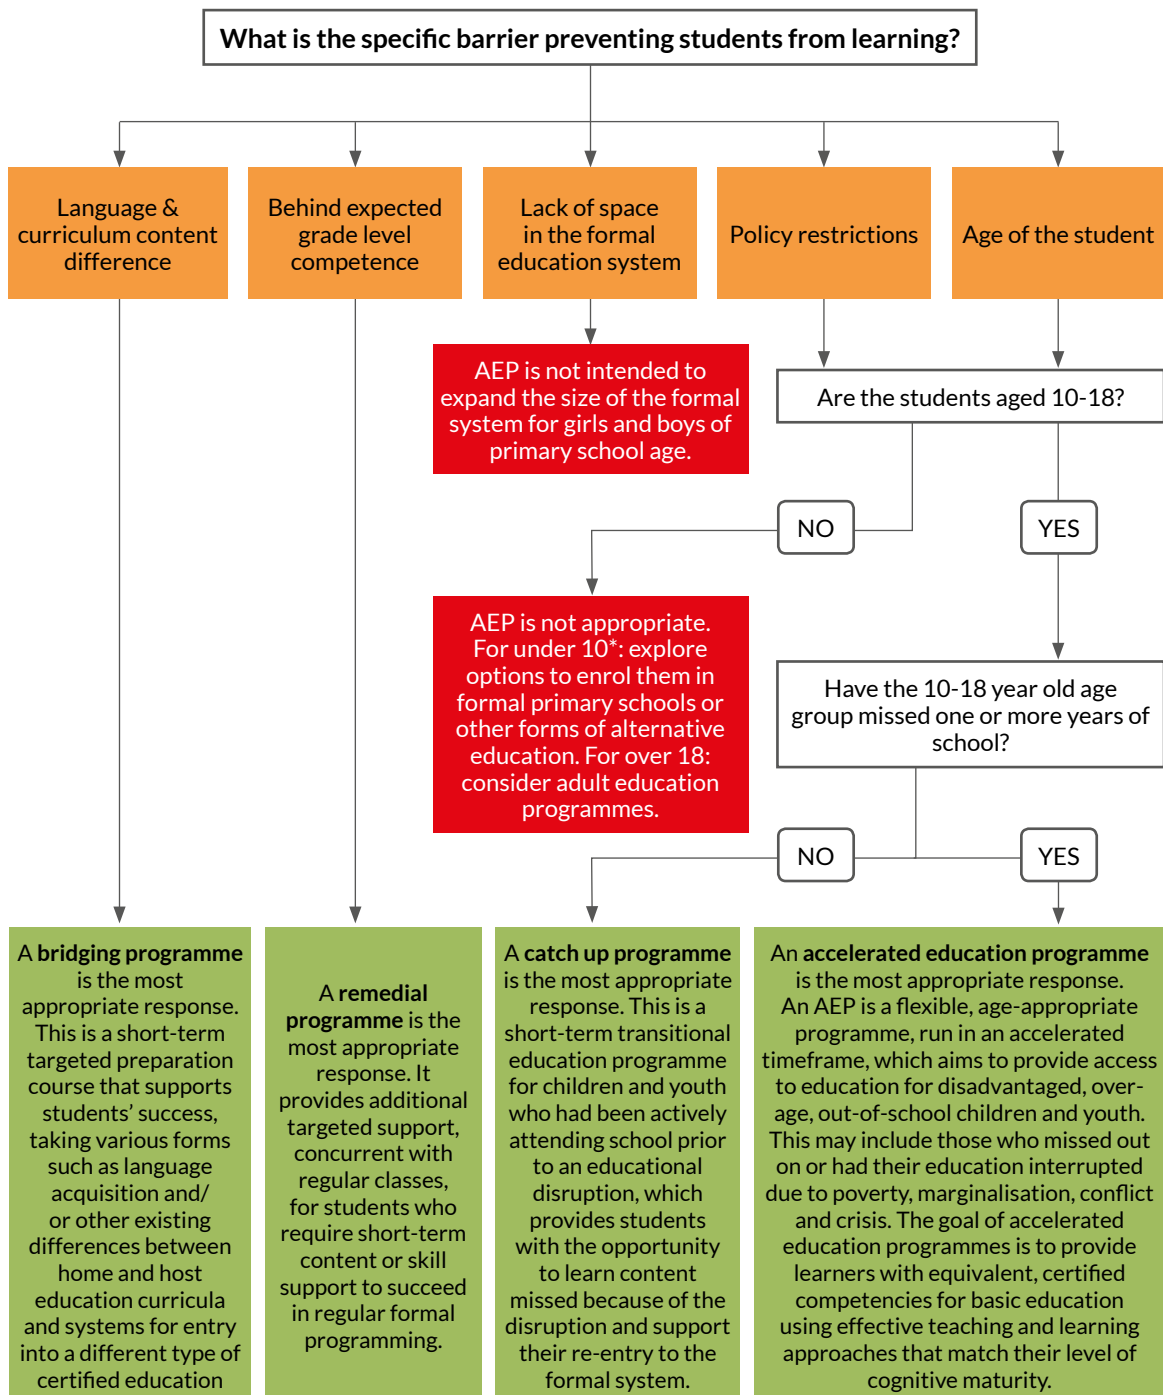 What is the specific barrier preventing students from learning?
Language &
curriculum content
difference
Behind expected
grade level
competence
Lack of space
in the formal
education system
Policy restrictions
Age of the student
AEP is not intended to
expand the size of the formal
system for girls and boys of
primary school age.
Are the students aged 10-18?
NO
YES
AEP is not appropriate.
For under 10*: explore
options to enrol them in
formal primary schools or
other forms of alternative
education. For over 18:
consider adult education
programmes.
Have the 10-18 year old age
group missed one or more years of
school?
NO
YES
A bridging programme
is the most
appropriate response.
This is a short-term
targeted preparation
course that supports
students’ success,
taking various forms
such as language
acquisition and/
or other existing
differences between
home and host
education curricula
and systems for entry
into a different type of
certified education
A remedial
programme is the
most appropriate
response. It
provides additional
targeted support,
concurrent with
regular classes,
for students who
require short-term
content or skill
support to succeed
in regular formal
programming.
A catch up programme
is the most appropriate
response. This is a
short-term transitional
education programme
for children and youth
who had been actively
attending school prior
to an educational
disruption, which
provides students
with the opportunity
to learn content
missed because of the
disruption and support
their re-entry to the
formal system.
An accelerated education programme
is the most appropriate response.
An AEP is a flexible, age-appropriate
programme, run in an accelerated
timeframe, which aims to provide access
to education for disadvantaged, over-
age, out-of-school children and youth.
This may include those who missed out
on or had their education interrupted
due to poverty, marginalisation, conflict
and crisis. The goal of accelerated
education programmes is to provide
learners with equivalent, certified
competencies for basic education
using effective teaching and learning
approaches that match their level of
cognitive maturity.